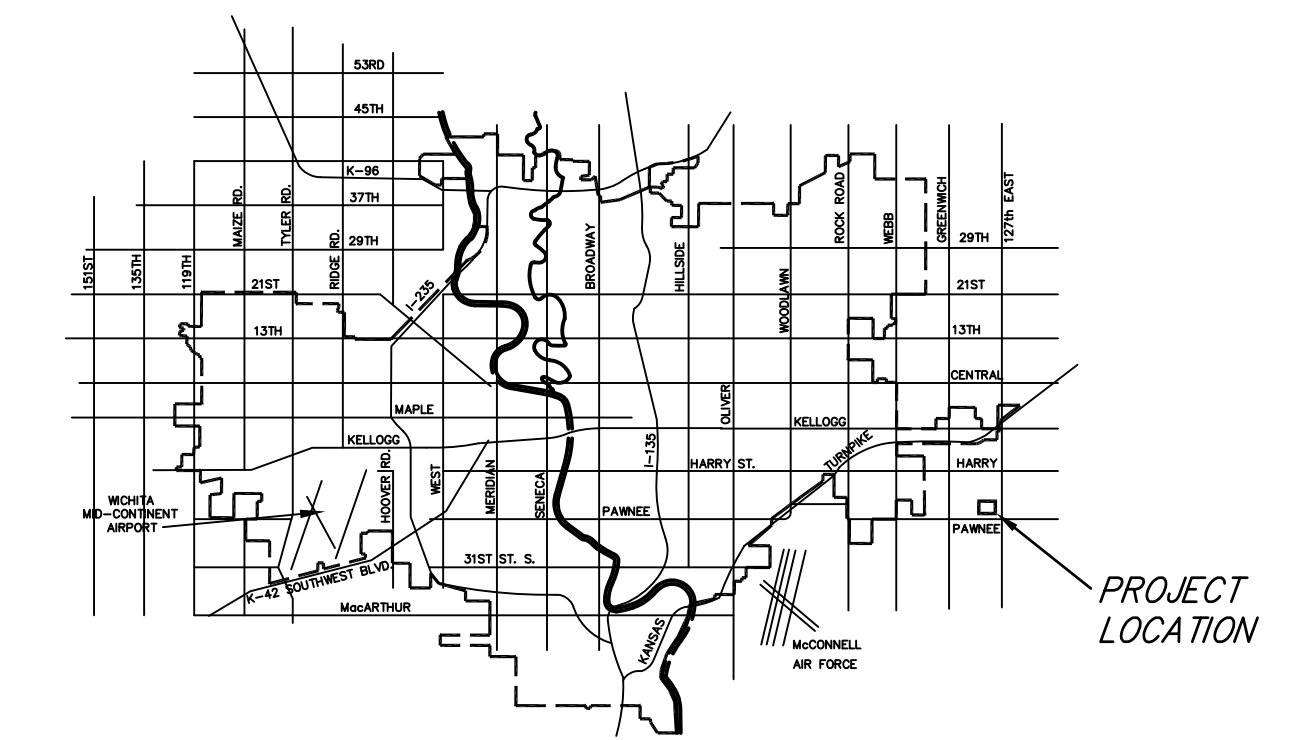 53RD
45TH
K-96
37TH
29TH
21ST
13TH
MAIZE RD.
TYLER RD.
RIDGE RD.
151ST
135TH
119TH
I-235
BROADWAY
HILLSIDE
WOODLAWN
ROCK ROAD
WEBB
GREENWICH
127th EAST
29TH
21ST
13TH
CENTRAL
MAPLE
KELLOGG
OLIVER
KELLOGG
I-135
HARRY ST.
TURNPIKE
HARRY
HOOVER RD.
WEST
MERIDIAN
SENECA
PAWNEE
PAWNEE
WICHITA
MID-CONTINENT
AIRPORT
31ST ST. S.
K-42 SOUTHWEST BLVD.
MacARTHUR
KANSAS
McCONNELL
AIR FORCE
PROJECT
LOCATION